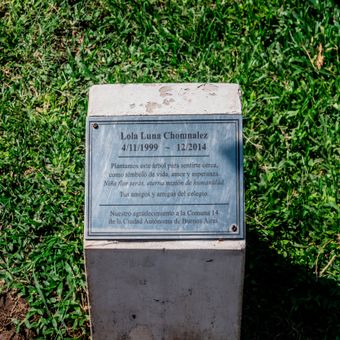 Lola Luna Chomnalez
4/11/1999 ~ 12/2014
Plantamos este árbol para sentirte cerca,
como símbolo de vida, amor y esperanza.
Niña flor serás, eterna razón de humanidad.
Tus amigos y amigas del colegio.
Nuestro agradecimiento a la Comuna 14
de la Ciudad Autónoma de Buenos Aires